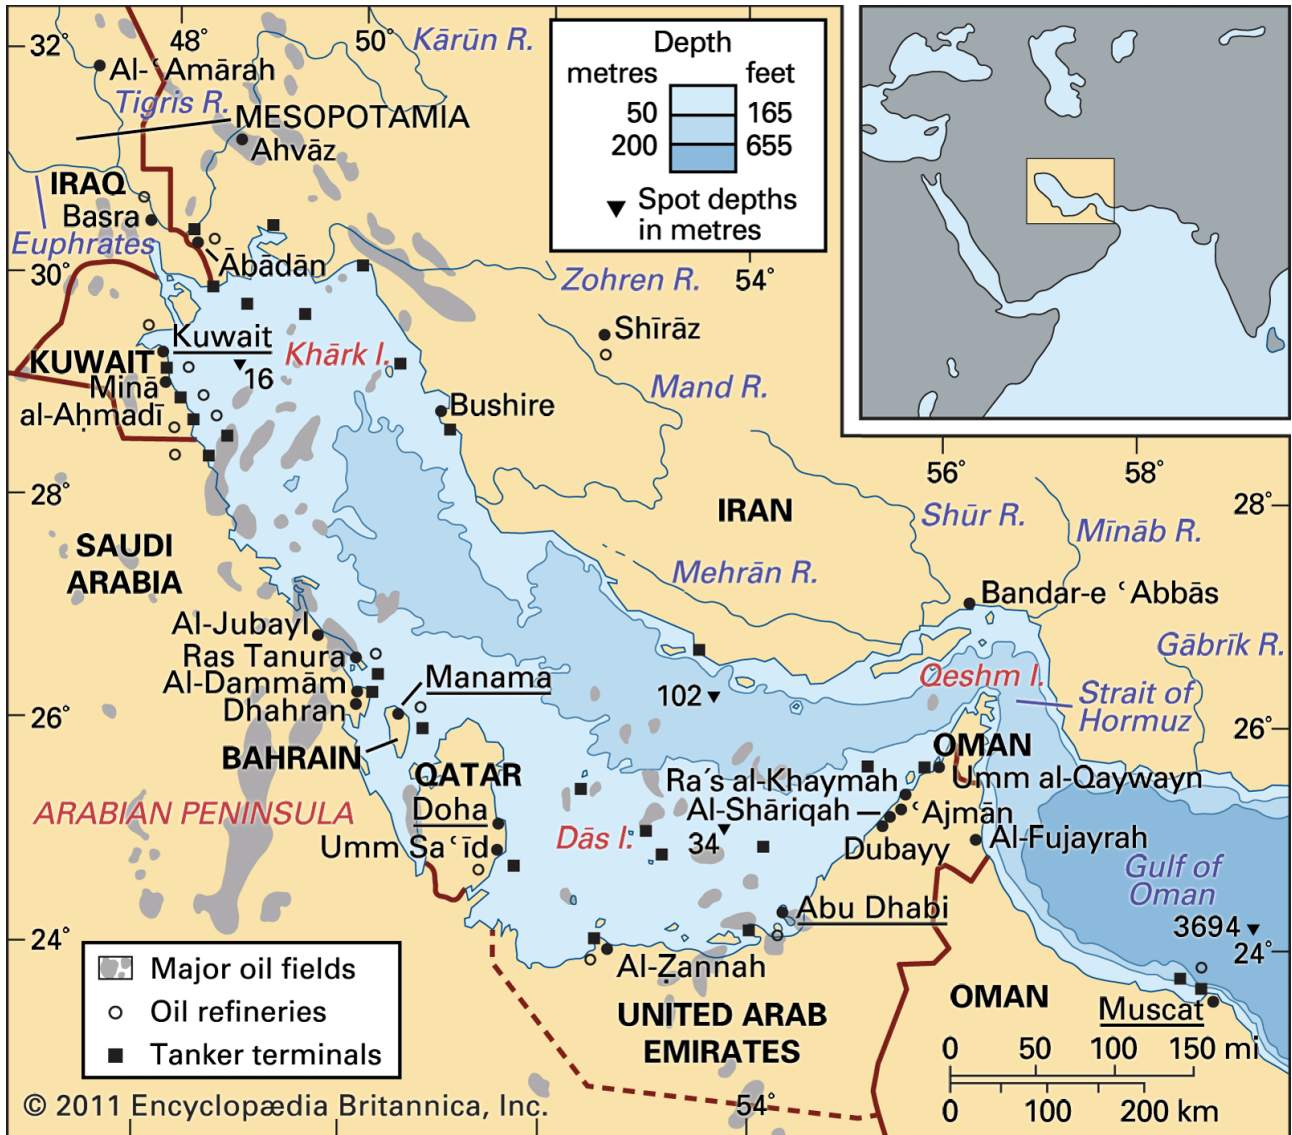 32°
48°
50°
Kārūn R.
Al-ʿAmārah
Tigris R.
MESOPOTAMIA
Ahvāz
IRAQ
Basra
Euphrates
Ābādān
30°
Depth
metres
feet
50
165
200
655
Spot depths
in metres
Zohren R.
54°
Kuwait
KUWAIT
Khārk I.
16
Minā
al-Aḥmadī
Shīrāz
Mand R.
Bushire
28°
56°
58°
28°
IRAN
Shūr R.
Mīnāb R.
SAUDI
ARABIA
Mehrān R.
Bandar-e ʿAbbās
Al-Jubayl
Ras Tanura
Al-Dammām
Dhahran
Manama
Gābrīk R.
Qeshm I.
102
Strait of
Hormuz
26°
26°
BAHRAIN
QATAR
OMAN
Ra′s al-Khaymah
Umm al-Qaywayn
ARABIAN PENINSULA
Doha
Al-Shāriqah
ʿAjmān
Umm Saʿīd
Dās I.
34
Dubayy
Al-Fujayrah
Gulf of
Oman
Abu Dhabi
3694
24°
24°
Al-Zannah
Major oil fields
Oil refineries
Tanker terminals
UNITED ARAB
EMIRATES
OMAN
Muscat
0 50 100 150 mi
0 100 200 km
54°
© 2011 Encyclopædia Britannica, Inc.